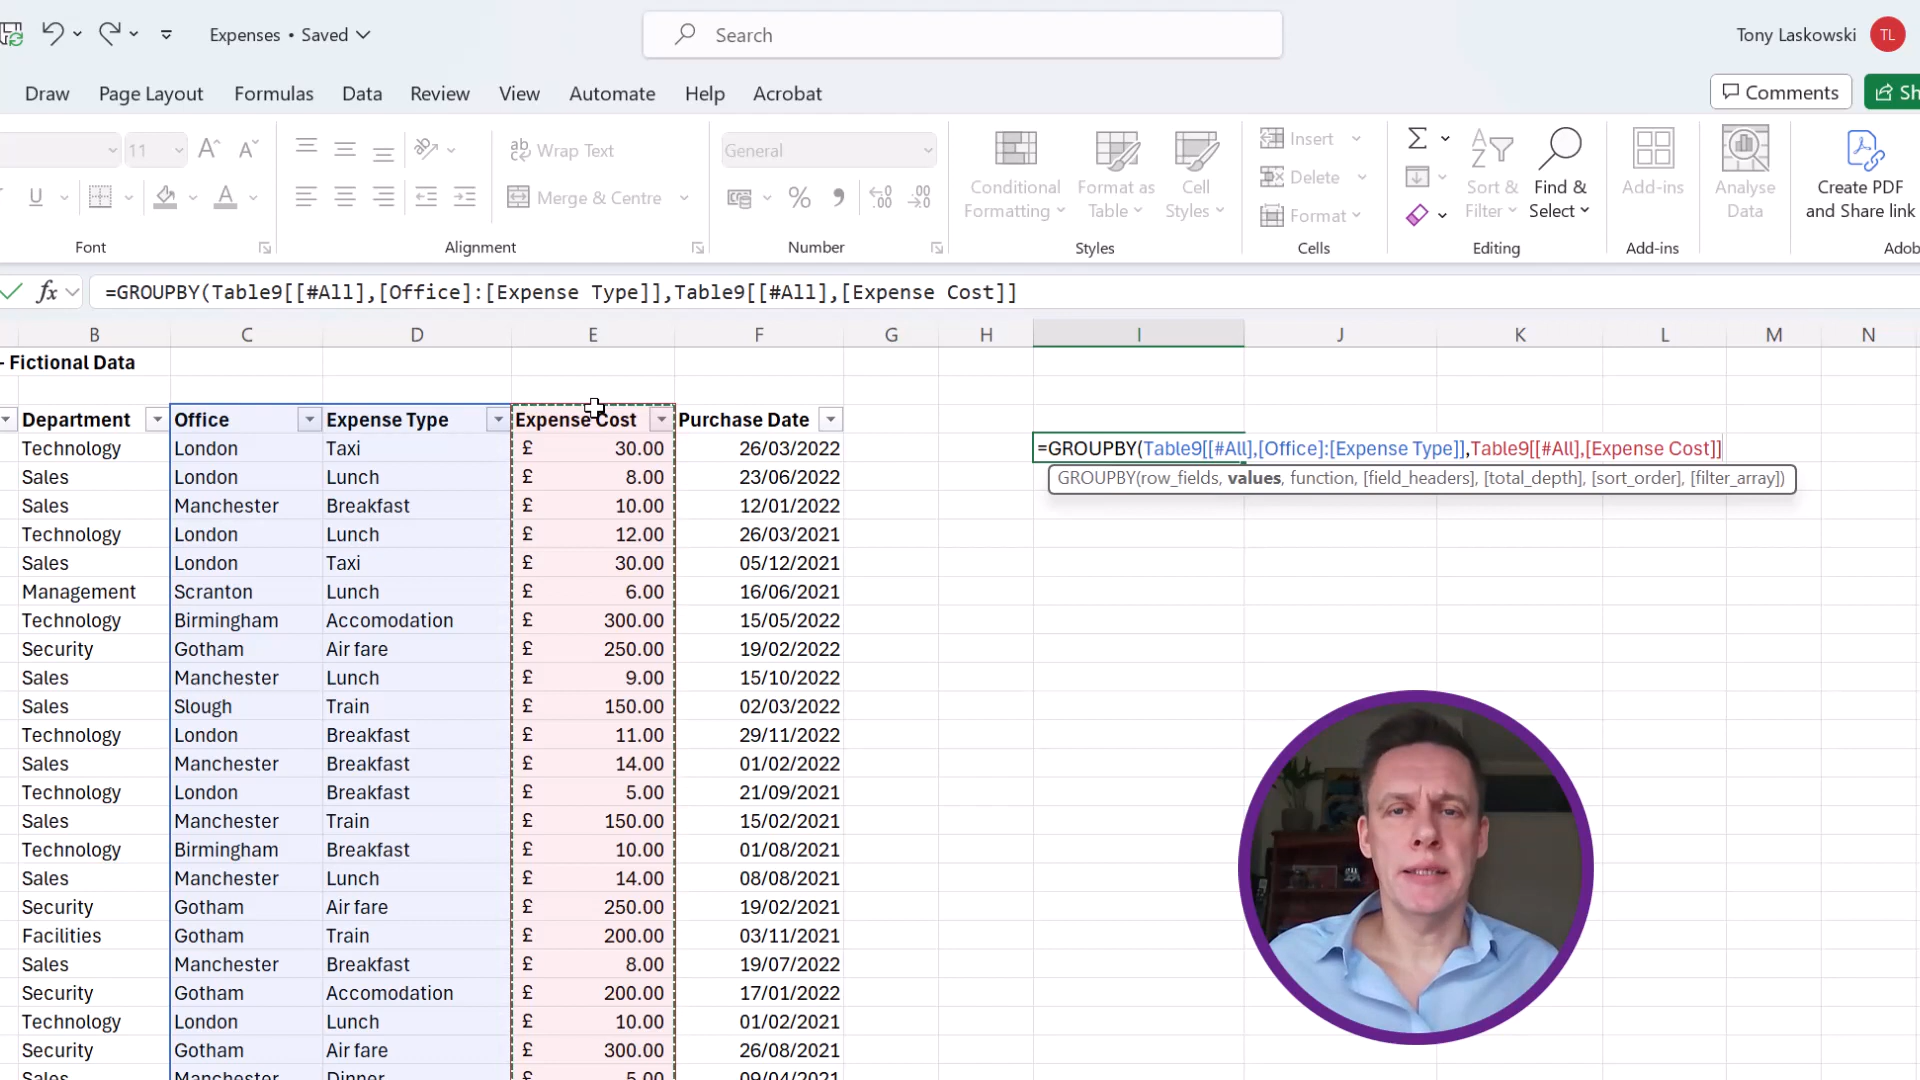 Expenses • Saved
Search
Tony Laskowski
TL
Draw
Page Layout
Formulas
Data
Review
View
Automate
Help
Acrobat
Comments
Sh
11
Wrap Text
Merge & Centre
General
Conditional
Formatting
Format as
Table
Cell
Styles
Insert
Delete
Format
Sort &
Filter
Find &
Select
Add-ins
Analyse
Data
Create PDF
and Share link
Font
Alignment
Number
Styles
Cells
Editing
Add-ins
Adob
fx
=GROUPBY(Table9[[#All],[Office]:[Expense Type]],Table9[[#All],[Expense Cost]]
B C D E F G H I J K L M N
- Fictional Data
Department Office Expense Type Expense Cost Purchase Date
Technology London Taxi £ 30.00 26/03/2022
=GROUPBY(Table9[[#All],[Office]:[Expense Type]],Table9[[#All],[Expense Cost]]
Sales London Lunch £ 8.00 23/06/2022
GROUPBY(row_fields, values, function, [field_headers], [total_depth], [sort_order], [filter_array])
Sales Manchester Breakfast £ 10.00 12/01/2022
Technology London Lunch £ 12.00 26/03/2021
Sales London Taxi £ 30.00 05/12/2021
Management Scranton Lunch £ 6.00 16/06/2021
Technology Birmingham Accomodation £ 300.00 15/05/2022
Security Gotham Air fare £ 250.00 19/02/2022
Sales Manchester Lunch £ 9.00 15/10/2022
Sales Slough Train £ 150.00 02/03/2022
Technology London Breakfast £ 11.00 29/11/2022
Sales Manchester Breakfast £ 14.00 01/02/2022
Technology London Breakfast £ 5.00 21/09/2021
Sales Manchester Train £ 150.00 15/02/2021
Technology Birmingham Breakfast £ 10.00 01/08/2021
Sales Manchester Lunch £ 14.00 08/08/2021
Security Gotham Air fare £ 250.00 19/02/2021
Facilities Gotham Train £ 200.00 03/11/2021
Sales Manchester Breakfast £ 8.00 19/07/2022
Security Gotham Accomodation £ 200.00 17/01/2022
Technology London Lunch £ 10.00 01/02/2021
Security Gotham Air fare £ 300.00 26/08/2021
Sales Manchester Dinner £ 5.00 09/04/2021